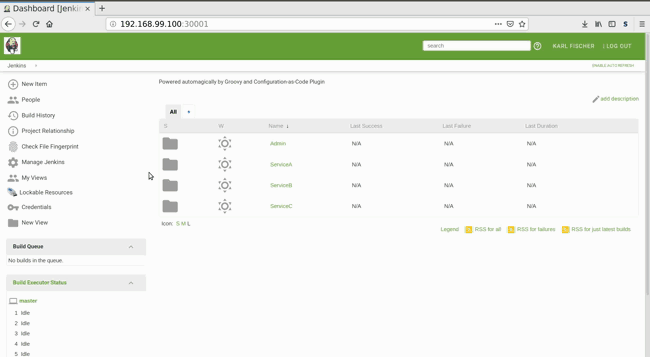 Dashboard [Jenki
192.168.99.100:30001
search
KARL FISCHER
LOG OUT
Jenkins
ENABLE AUTO REFRESH
New Item
People
Build History
Project Relationship
Check File Fingerprint
Manage Jenkins
My Views
Lockable Resources
Credentials
New View
Powered automagically by Groovy and Configuration-as Code Plugin
add description
All +
S W Name ↓ Last Success Last Failure Last Duration
Admin N/A N/A N/A
ServiceA N/A N/A N/A
ServiceB N/A N/A N/A
ServiceC N/A N/A N/A
Icon: S M L
Legend RSS for all RSS for failures RSS for just latest builds
Build Queue
No builds in the queue.
Build Executor Status
master
1 Idle
2 Idle
3 Idle
4 Idle
5 Idle